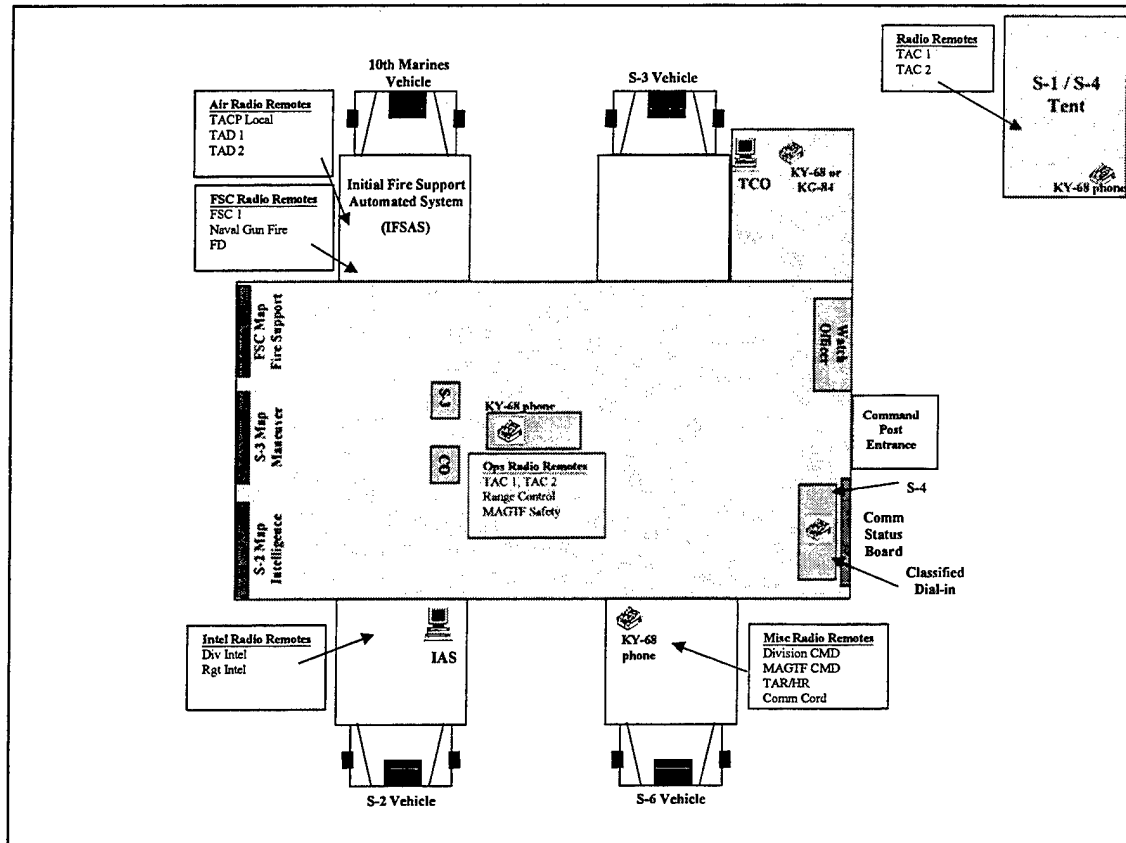 Radio Remotes
TAC 1
TAC 2
S-1 / S-4
Tent
KY-68 phone
10th Marines
Vehicle
S-3 Vehicle
Air Radio Remotes
TACP Local
TAD 1
TAD 2
FSC Radio Remotes
FSC 1
Naval Gun Fire
FD
Initial Fire Support
Automated System
(IFSAS)
TCO
KY-68 or
KG-84
FSC Map
Fire Support
S-3 Map
Maneuver
S-2 Map
Intelligence
S-3
CO
KY-68 phone
Ops Radio Remotes
TAC 1, TAC 2
Range Control
MAGTF Safety
Watch
Officer
Command
Post
Entrance
S-4
Comm
Status
Board
Classified
Dial-in
Intel Radio Remotes
Div Intel
Rgt Intel
IAS
KY-68
phone
Misc Radio Remotes
Division CMD
MAGTF CMD
TAR/HR
Comm Cord
S-2 Vehicle
S-6 Vehicle